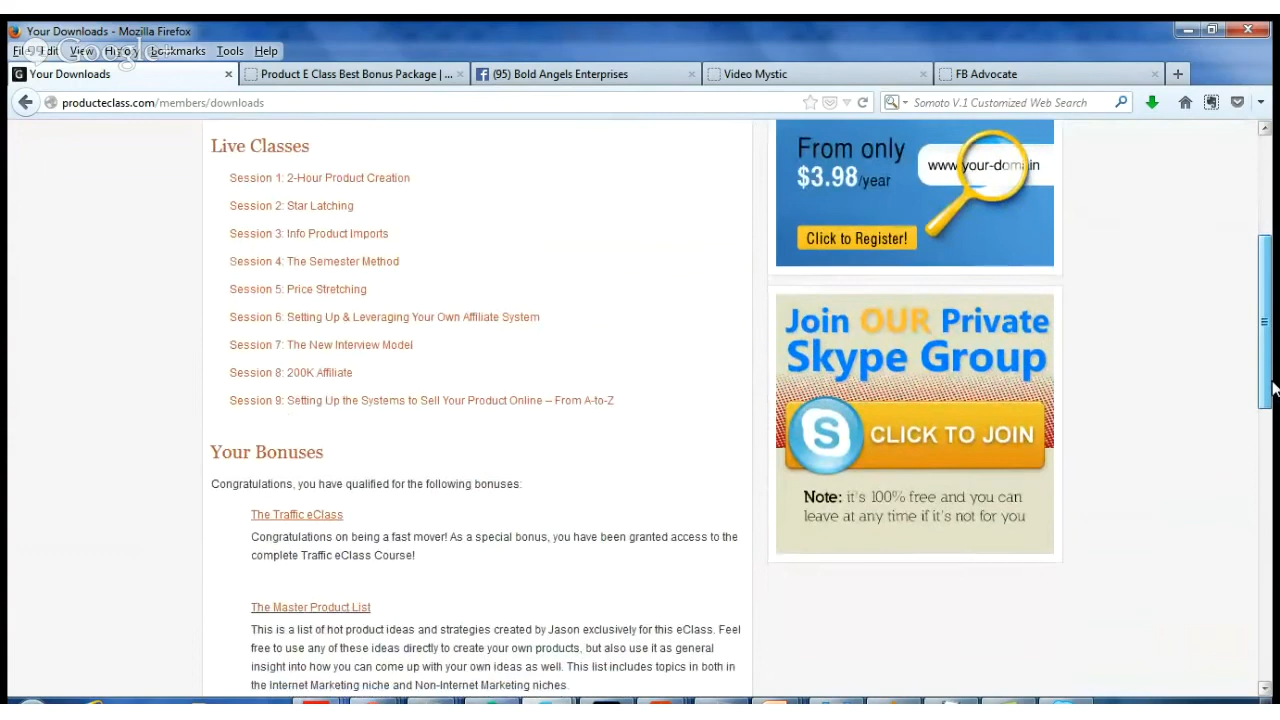 Your Downloads - Mozilla Firefox
File Edit View History Bookmarks Tools Help
Google+
Your Downloads
Product E Class Best Bonus Package | ...
(95) Bold Angels Enterprises
Video Mystic
FB Advocate
producteclass.com/members/downloads
Somoto V.1 Customized Web Search
Live Classes
Session 1: 2-Hour Product Creation
Session 2: Star Latching
Session 3: Info Product Imports
Session 4: The Semester Method
Session 5: Price Stretching
Session 6: Setting Up & Leveraging Your Own Affiliate System
Session 7: The New Interview Model
Session 8: 200K Affiliate
Session 9: Setting Up the Systems to Sell Your Product Online – From A-to-Z
Your Bonuses
Congratulations, you have qualified for the following bonuses:
The Traffic eClass
Congratulations on being a fast mover! As a special bonus, you have been granted access to the
complete Traffic eClass Course!
The Master Product List
This is a list of hot product ideas and strategies created by Jason exclusively for this eClass. Feel
free to use any of these ideas directly to create your own products, but also use it as general
insight into how you can come up with your own ideas as well. This list includes topics in both in
the Internet Marketing niche and Non-Internet Marketing niches.
From only
$3.98/year
www.your-domain
Click to Register!
Join OUR Private
Skype Group
CLICK TO JOIN
Note: it's 100% free and you can
leave at any time if it's not for you